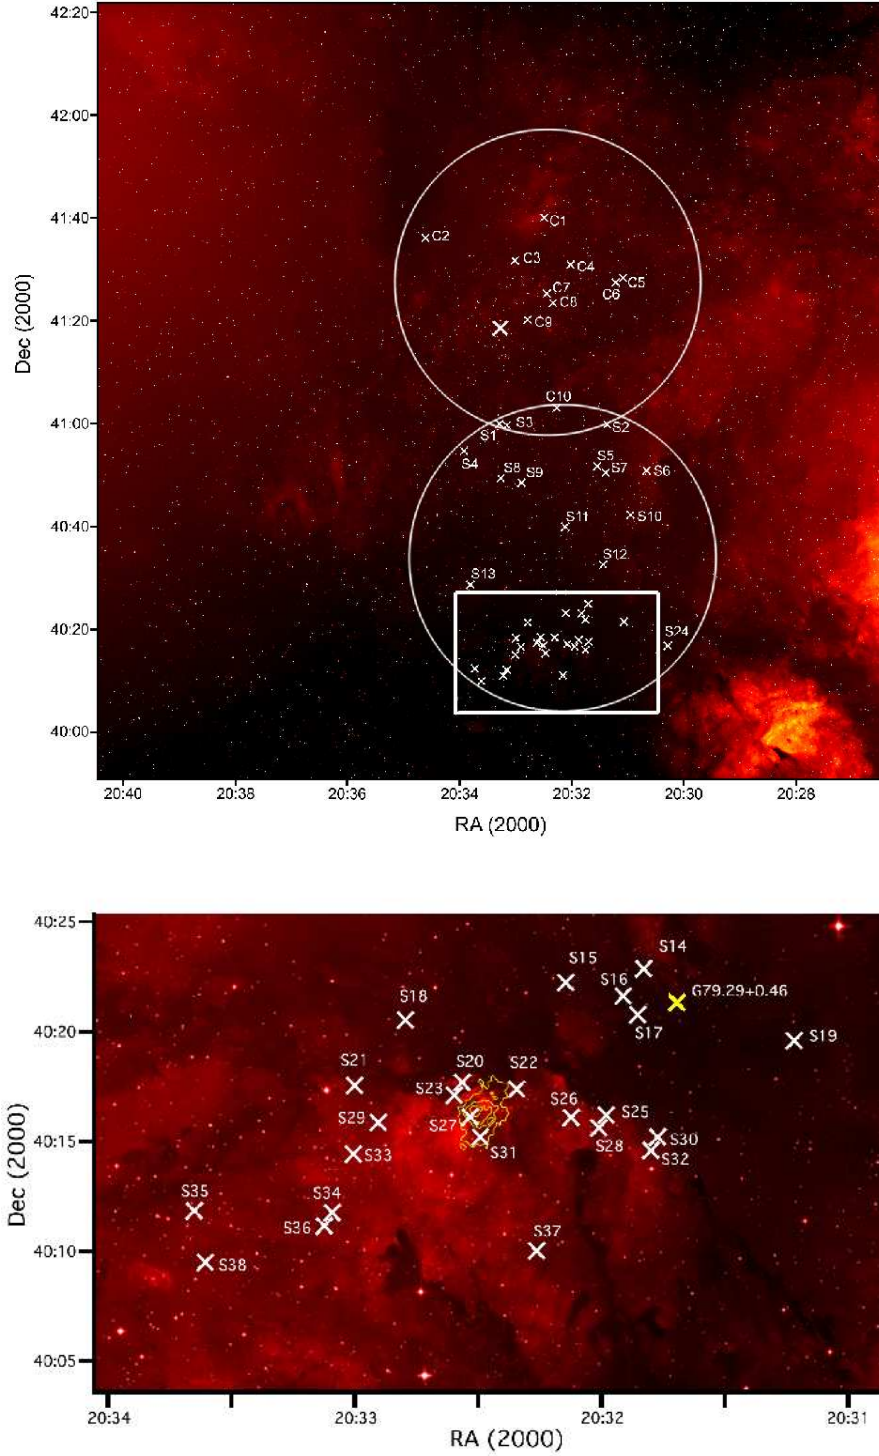 42:20
42:00
41:40
41:20
41:00
40:40
40:20
40:00
Dec (2000)
C1
C2
C3
C4
C5
C6
C7
C8
C9
C10
S1
S3
S2
S4
S8
S9
S5
S7
S6
S11
S10
S12
S13
S24
20:40
20:38
20:36
20:34
20:32
20:30
20:28
RA (2000)
40:25
40:20
40:15
40:10
40:05
Dec (2000)
S14
S15
S16
G79.29+0.46
S18
S17
S19
S21
S20
S22
S23
S26
S25
S29
S27
S28
S30
S33
S31
S32
S35
S34
S36
S37
S38
20:34
20:33
20:32
20:31
RA (2000)